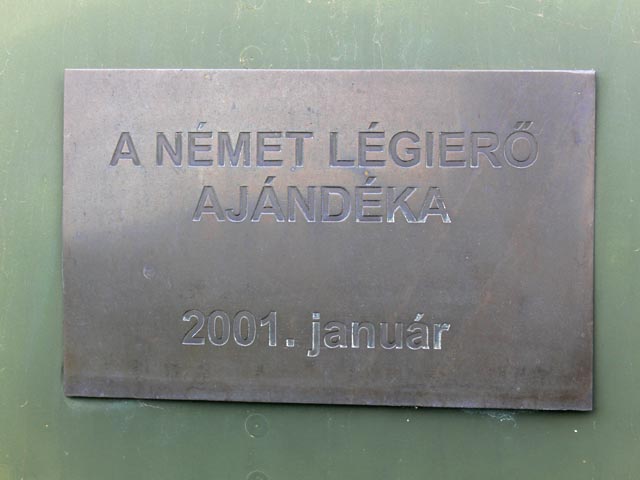 A NÉMET LÉGIERŐ
AJÁNDÉKA
2001. január